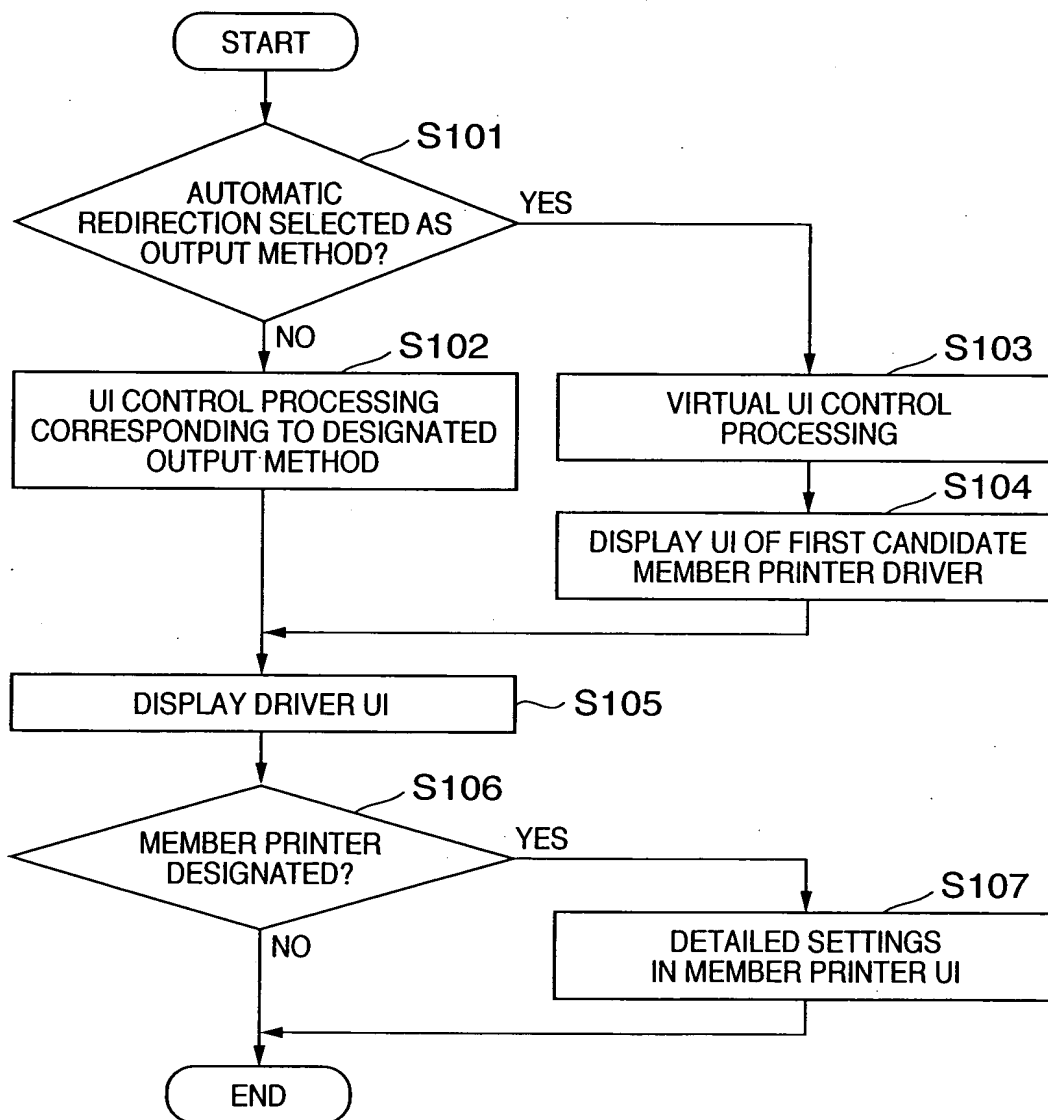 START
S101
AUTOMATIC
REDIRECTION SELECTED AS
OUTPUT METHOD?
YES
NO
S102
UI CONTROL PROCESSING
CORRESPONDING TO DESIGNATED
OUTPUT METHOD
S103
VIRTUAL UI CONTROL
PROCESSING
S104
DISPLAY UI OF FIRST CANDIDATE
MEMBER PRINTER DRIVER
DISPLAY DRIVER UI
S105
S106
MEMBER PRINTER
DESIGNATED?
YES
NO
S107
DETAILED SETTINGS
IN MEMBER PRINTER UI
END